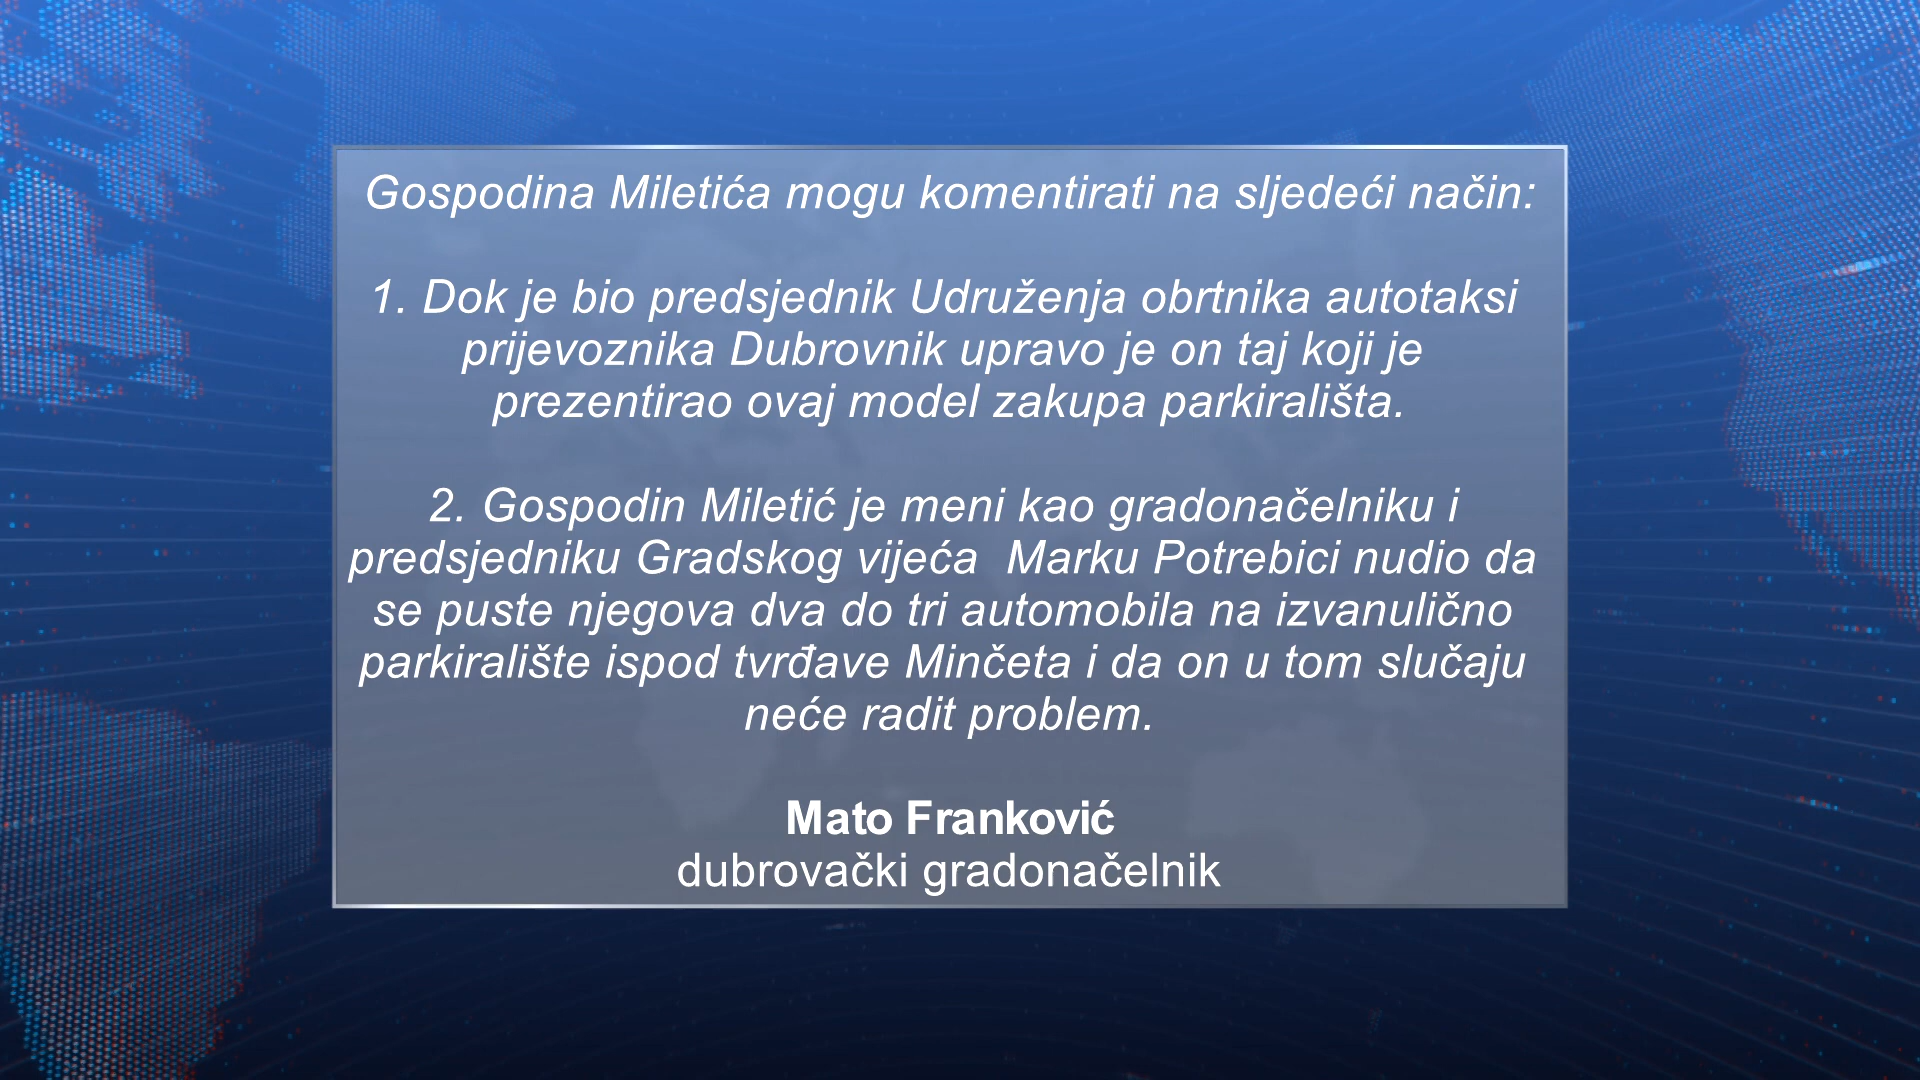 Gospodina Miletića mogu komentirati na sljedeći način:
1. Dok je bio predsjednik Udruženja obrtnika autotaksi
prijevoznika Dubrovnik upravo je on taj koji je
prezentirao ovaj model zakupa parkirališta.
2. Gospodin Miletić je meni kao gradonačelniku i
predsjedniku Gradskog vijeća  Marku Potrebici nudio da
se puste njegova dva do tri automobila na izvanulično
parkiralište ispod tvrđave Minčeta i da on u tom slučaju
neće radit problem.
Mato Franković
dubrovački gradonačelnik